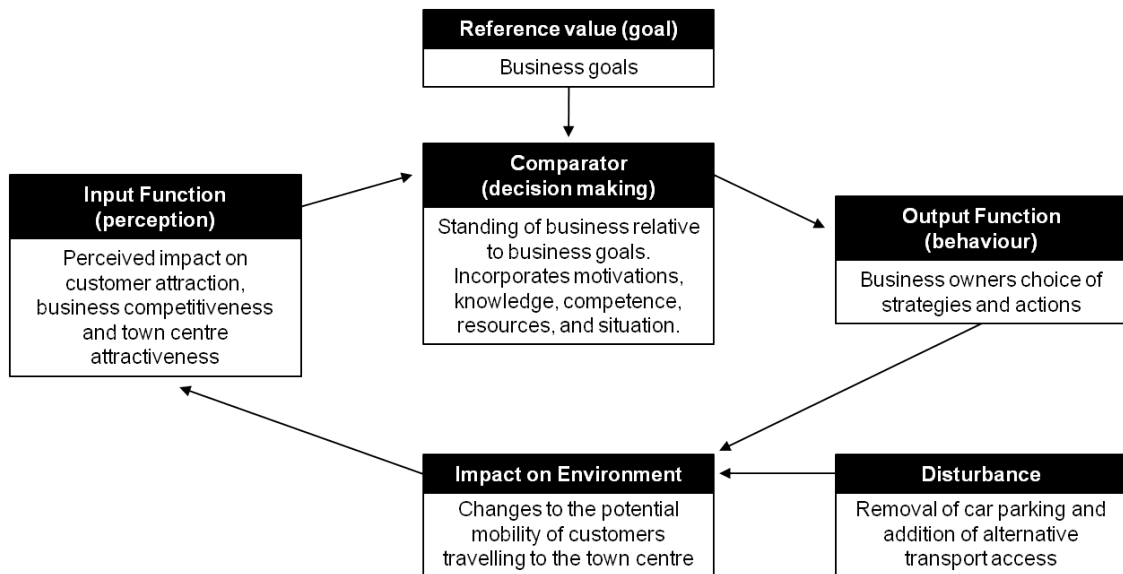 Reference value (goal)
Business goals
Input Function
(perception)
Perceived impact on
customer attraction,
business competitiveness
and town centre
attractiveness
Comparator
(decision making)
Standing of business relative
to business goals.
Incorporates motivations,
knowledge, competence,
resources, and situation.
Output Function
(behaviour)
Business owners choice of
strategies and actions
Impact on Environment
Changes to the potential
mobility of customers
travelling to the town centre
Disturbance
Removal of car parking and
addition of alternative
transport access